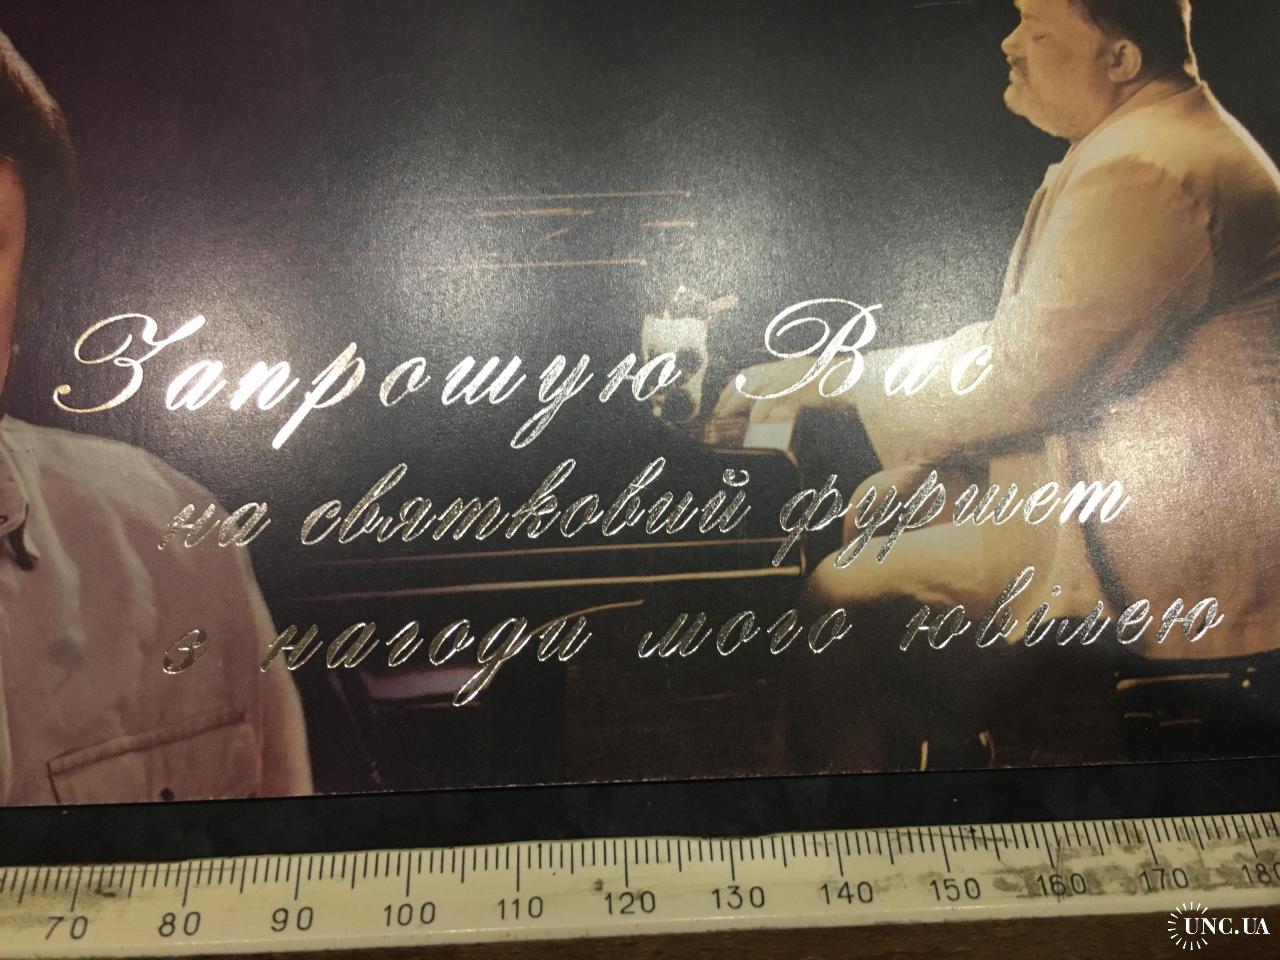 Запрошую Вас
на святковий фуршет
з нагоди мого ювілею
70 80 90 100 110 120 130 140 150 160 170 180
UNC.UA